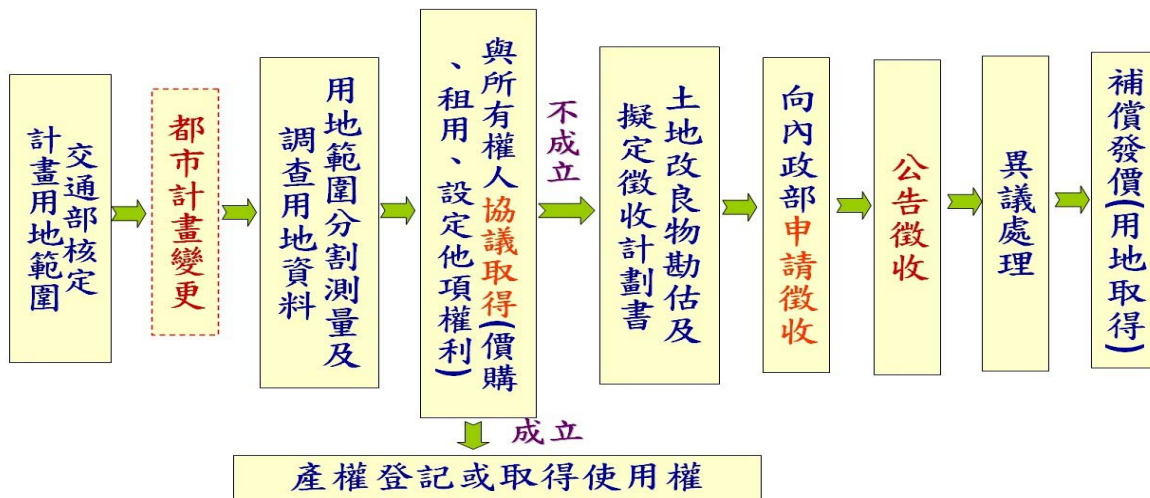 交通部核定
計畫用地範圍
都市計畫變更
用地範圍分割測量及
調查用地資料
與所有權人協議取得(價購
、租用、設定他項權利)
不成立
成立
產權登記或取得使用權
土地改良物勘估及
擬定徵收計劃書
向內政部申請徵收
公告徵收
異議處理
補償發價(用地取得)